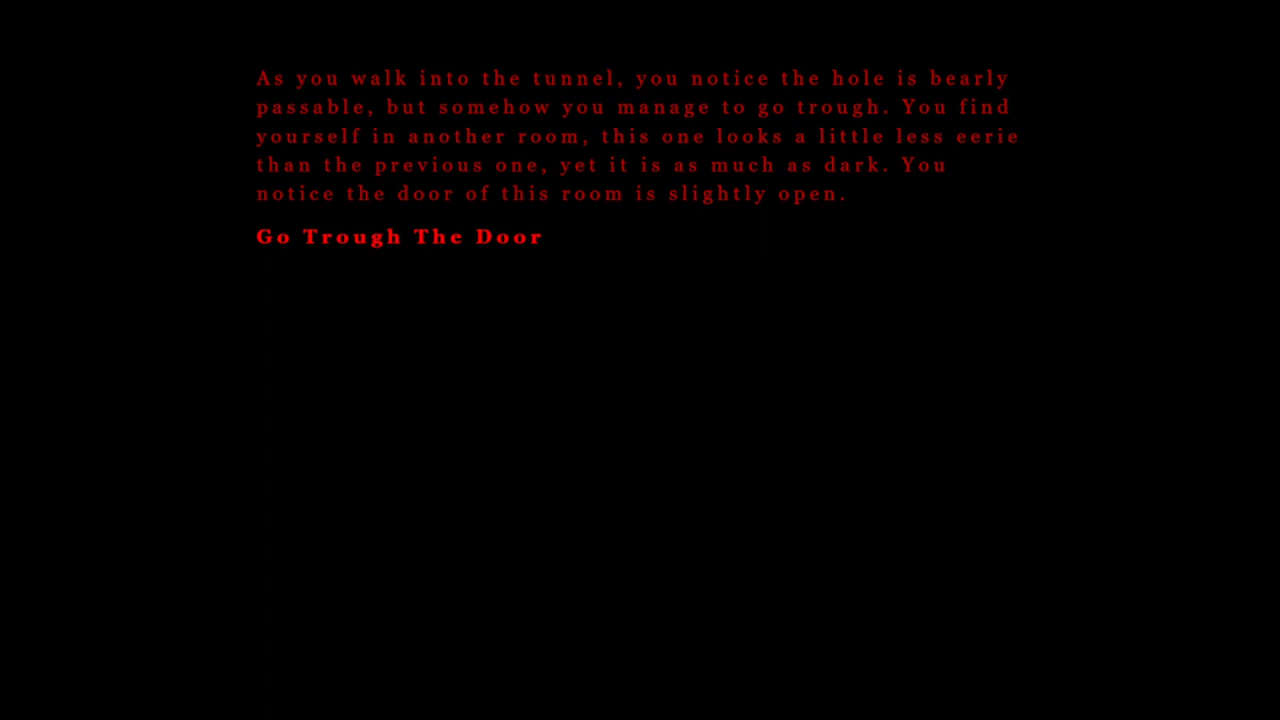 As you walk into the tunnel, you notice the hole is bearly
passable, but somehow you manage to go trough. You find
yourself in another room, this one looks a little less eerie
than the previous one, yet it is as much as dark. You
notice the door of this room is slightly open.
Go Trough The Door